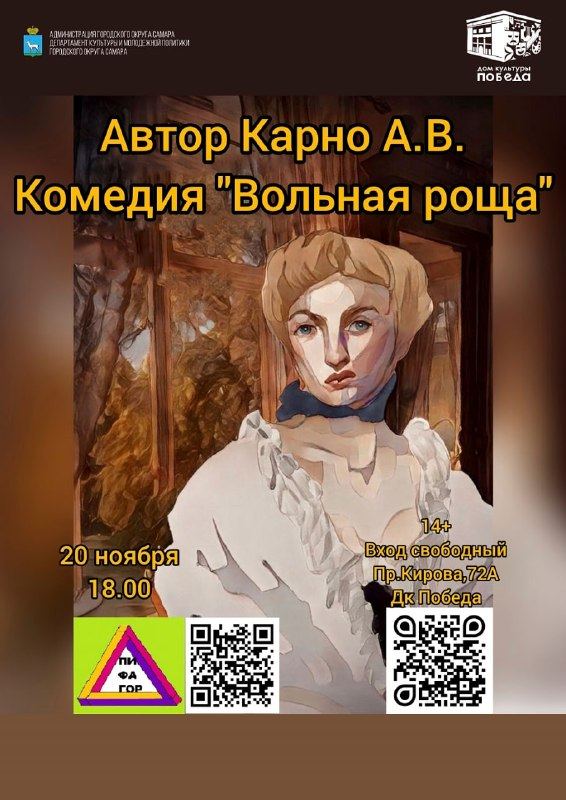 АДМИНИСТРАЦИЯ ГОРОДСКОГО ОКРУГА САМАРА
ДЕПАРТАМЕНТ КУЛЬТУРЫ И МОЛОДЕЖНОЙ ПОЛИТИКИ
ГОРОДСКОГО ОКРУГА САМАРА
ДОМ КУЛЬТУРЫ
ПОБЕДА
Автор Карно А.В.
Комедия "Вольная роща"
20 ноября
18.00
14+
Вход свободный
Пр.Кирова,72А
Дк Победа
ПИ
ФА
ГОР